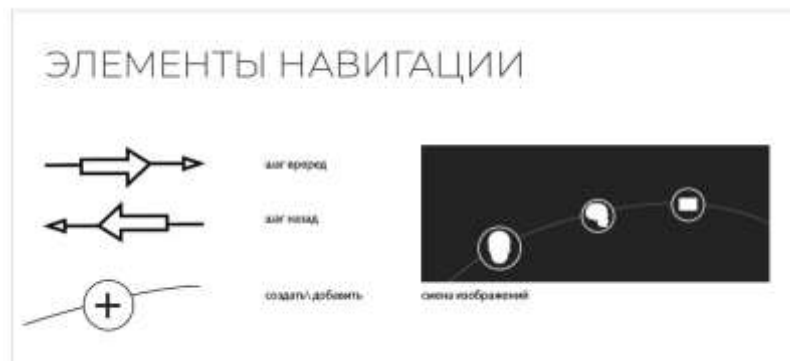 ЭЛЕМЕНТЫ НАВИГАЦИИ
шаг вперед
шаг назад
создать\ добавить
смена изображений